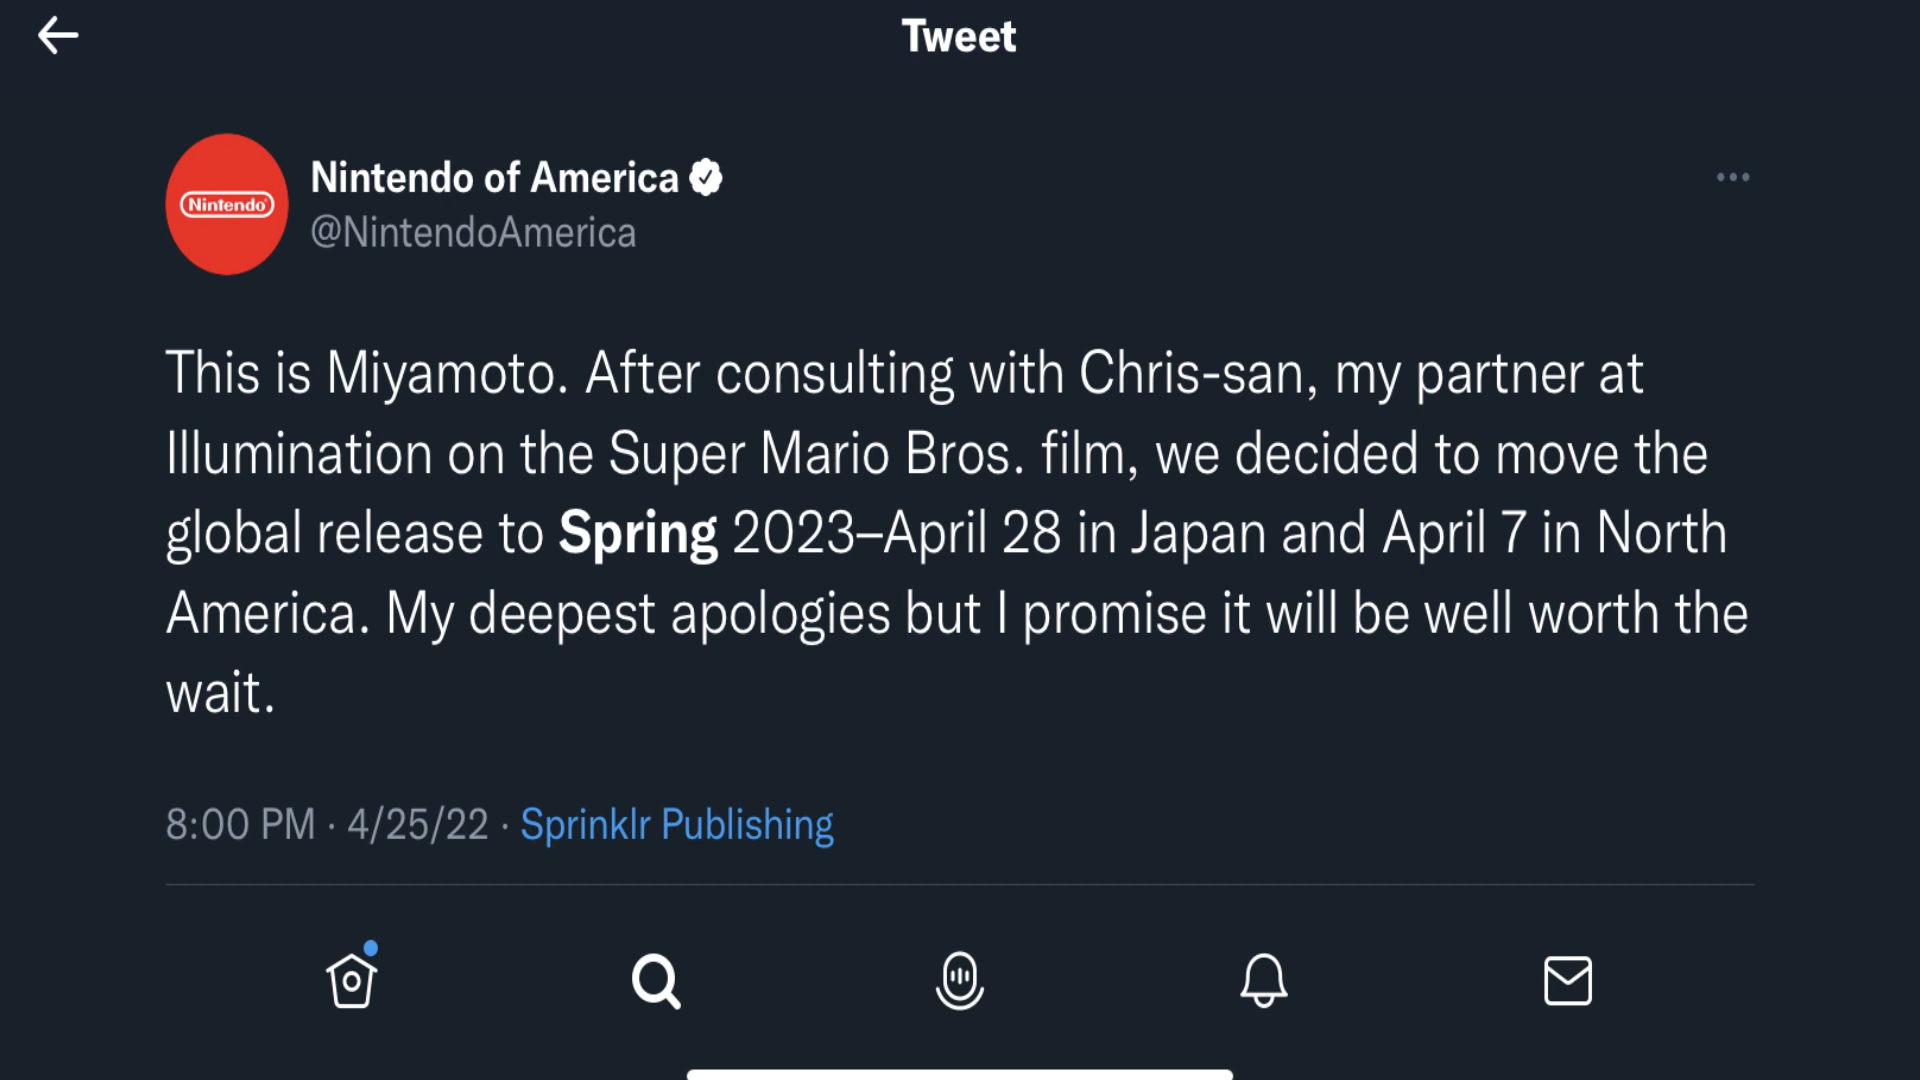 Tweet
Nintendo
Nintendo of America
@NintendoAmerica
This is Miyamoto. After consulting with Chris-san, my partner at
Illumination on the Super Mario Bros. film, we decided to move the
global release to Spring 2023–April 28 in Japan and April 7 in North
America. My deepest apologies but I promise it will be well worth the
wait.
8:00 PM · 4/25/22 · Sprinklr Publishing